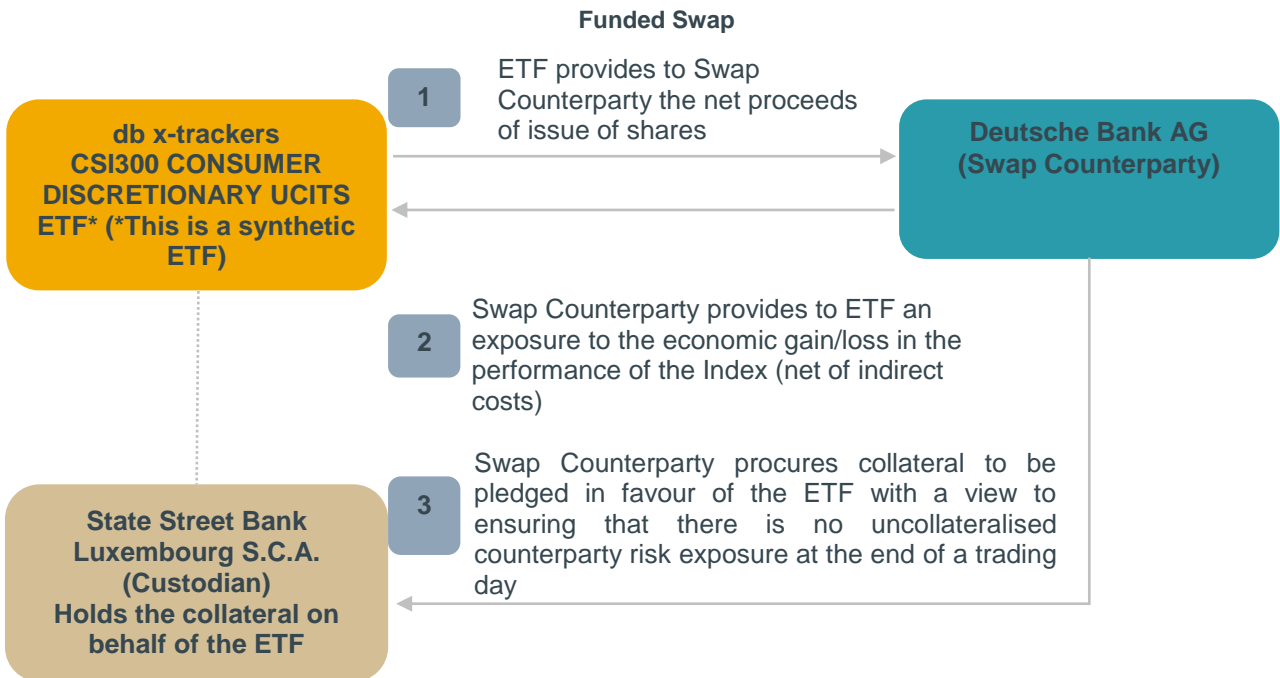 Funded Swap
1
ETF provides to Swap
Counterparty the net proceeds
of issue of shares
db x-trackers
CSI300 CONSUMER
DISCRETIONARY UCITS
ETF* (*This is a synthetic
ETF)
Deutsche Bank AG
(Swap Counterparty)
2
Swap Counterparty provides to ETF an
exposure to the economic gain/loss in the
performance of the Index (net of indirect
costs)
3
Swap Counterparty procures collateral to be
pledged in favour of the ETF with a view to
ensuring that there is no uncollateralised
counterparty risk exposure at the end of a trading
day
State Street Bank
Luxembourg S.C.A.
(Custodian)
Holds the collateral on
behalf of the ETF